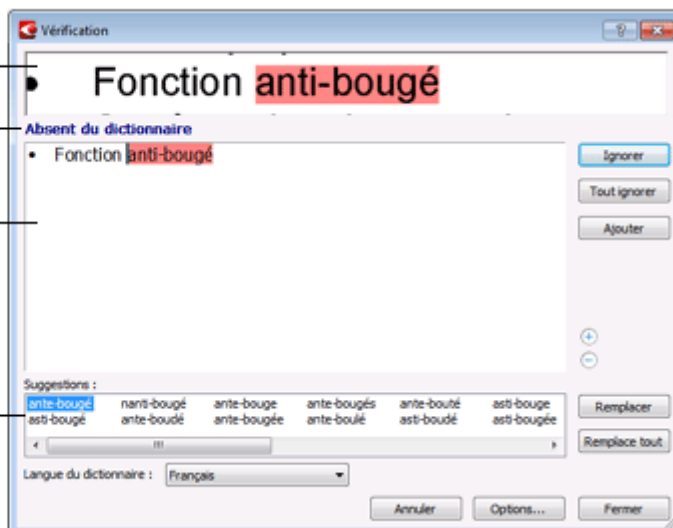 Vérification
• Fonction anti-bougé
Absent du dictionnaire
• Fonction anti-bougé
Ignorer
Tout ignorer
Ajouter
Suggestions :
ante-bougé nanti-bougé ante-bouge ante-bougés ante-bouté asti-bouge
asti-bougé ante-boudé ante-bougée ante-boulé asti-boudé asti-bougée
Remplacer
Remplace tout
Langue du dictionnaire : Français
Annuler Options... Fermer